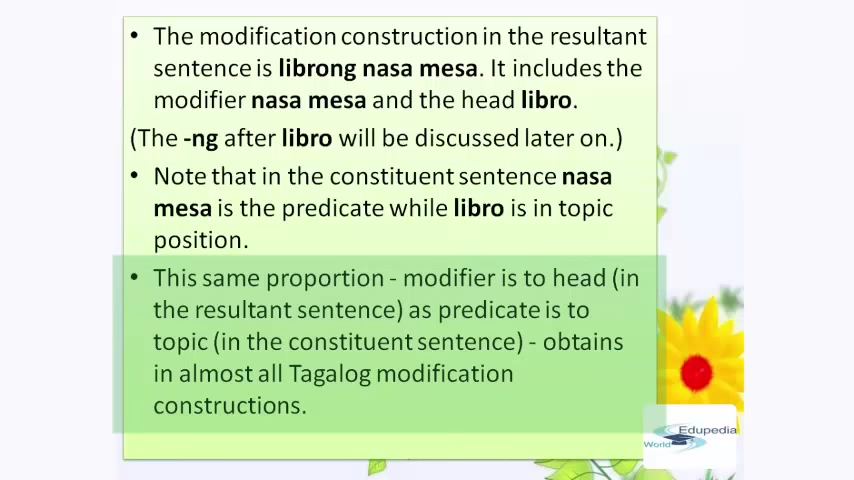 • The modification construction in the resultant
sentence is librong nasa mesa. It includes the
modifier nasa mesa and the head libro.
(The -ng after libro will be discussed later on.)
• Note that in the constituent sentence nasa
mesa is the predicate while libro is in topic
position.
• This same proportion - modifier is to head (in
the resultant sentence) as predicate is to
topic (in the constituent sentence) - obtains
in almost all Tagalog modification
constructions.
Edupedia
World